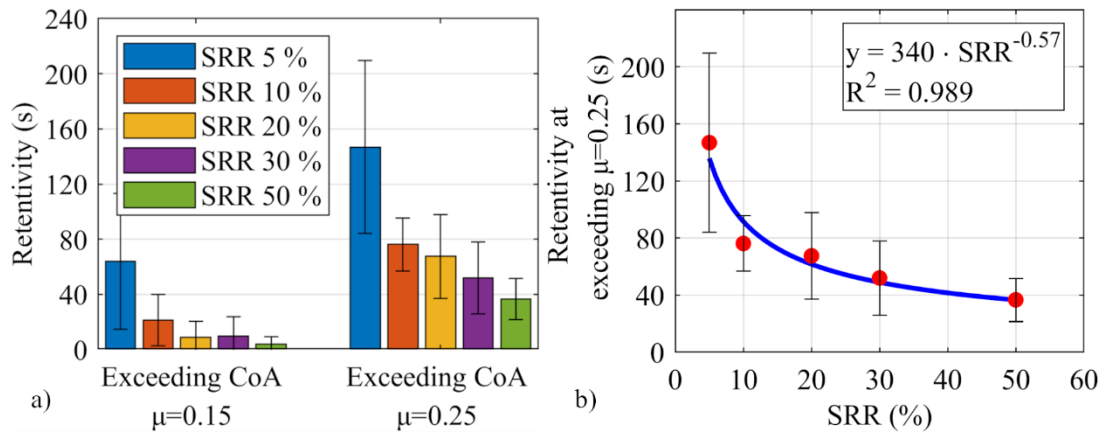 240
200
160
120
80
40
0
Retentivity (s)
SRR 5 %
SRR 10 %
SRR 20 %
SRR 30 %
SRR 50 %
Exceeding CoA
μ=0.15
Exceeding CoA
μ=0.25
a)
Retentivity at
exceeding μ=0.25 (s)
200
160
120
80
40
0
y = 340 · SRR^-0.57
R^2 = 0.989
0 10 20 30 40 50 60
SRR (%)
b)